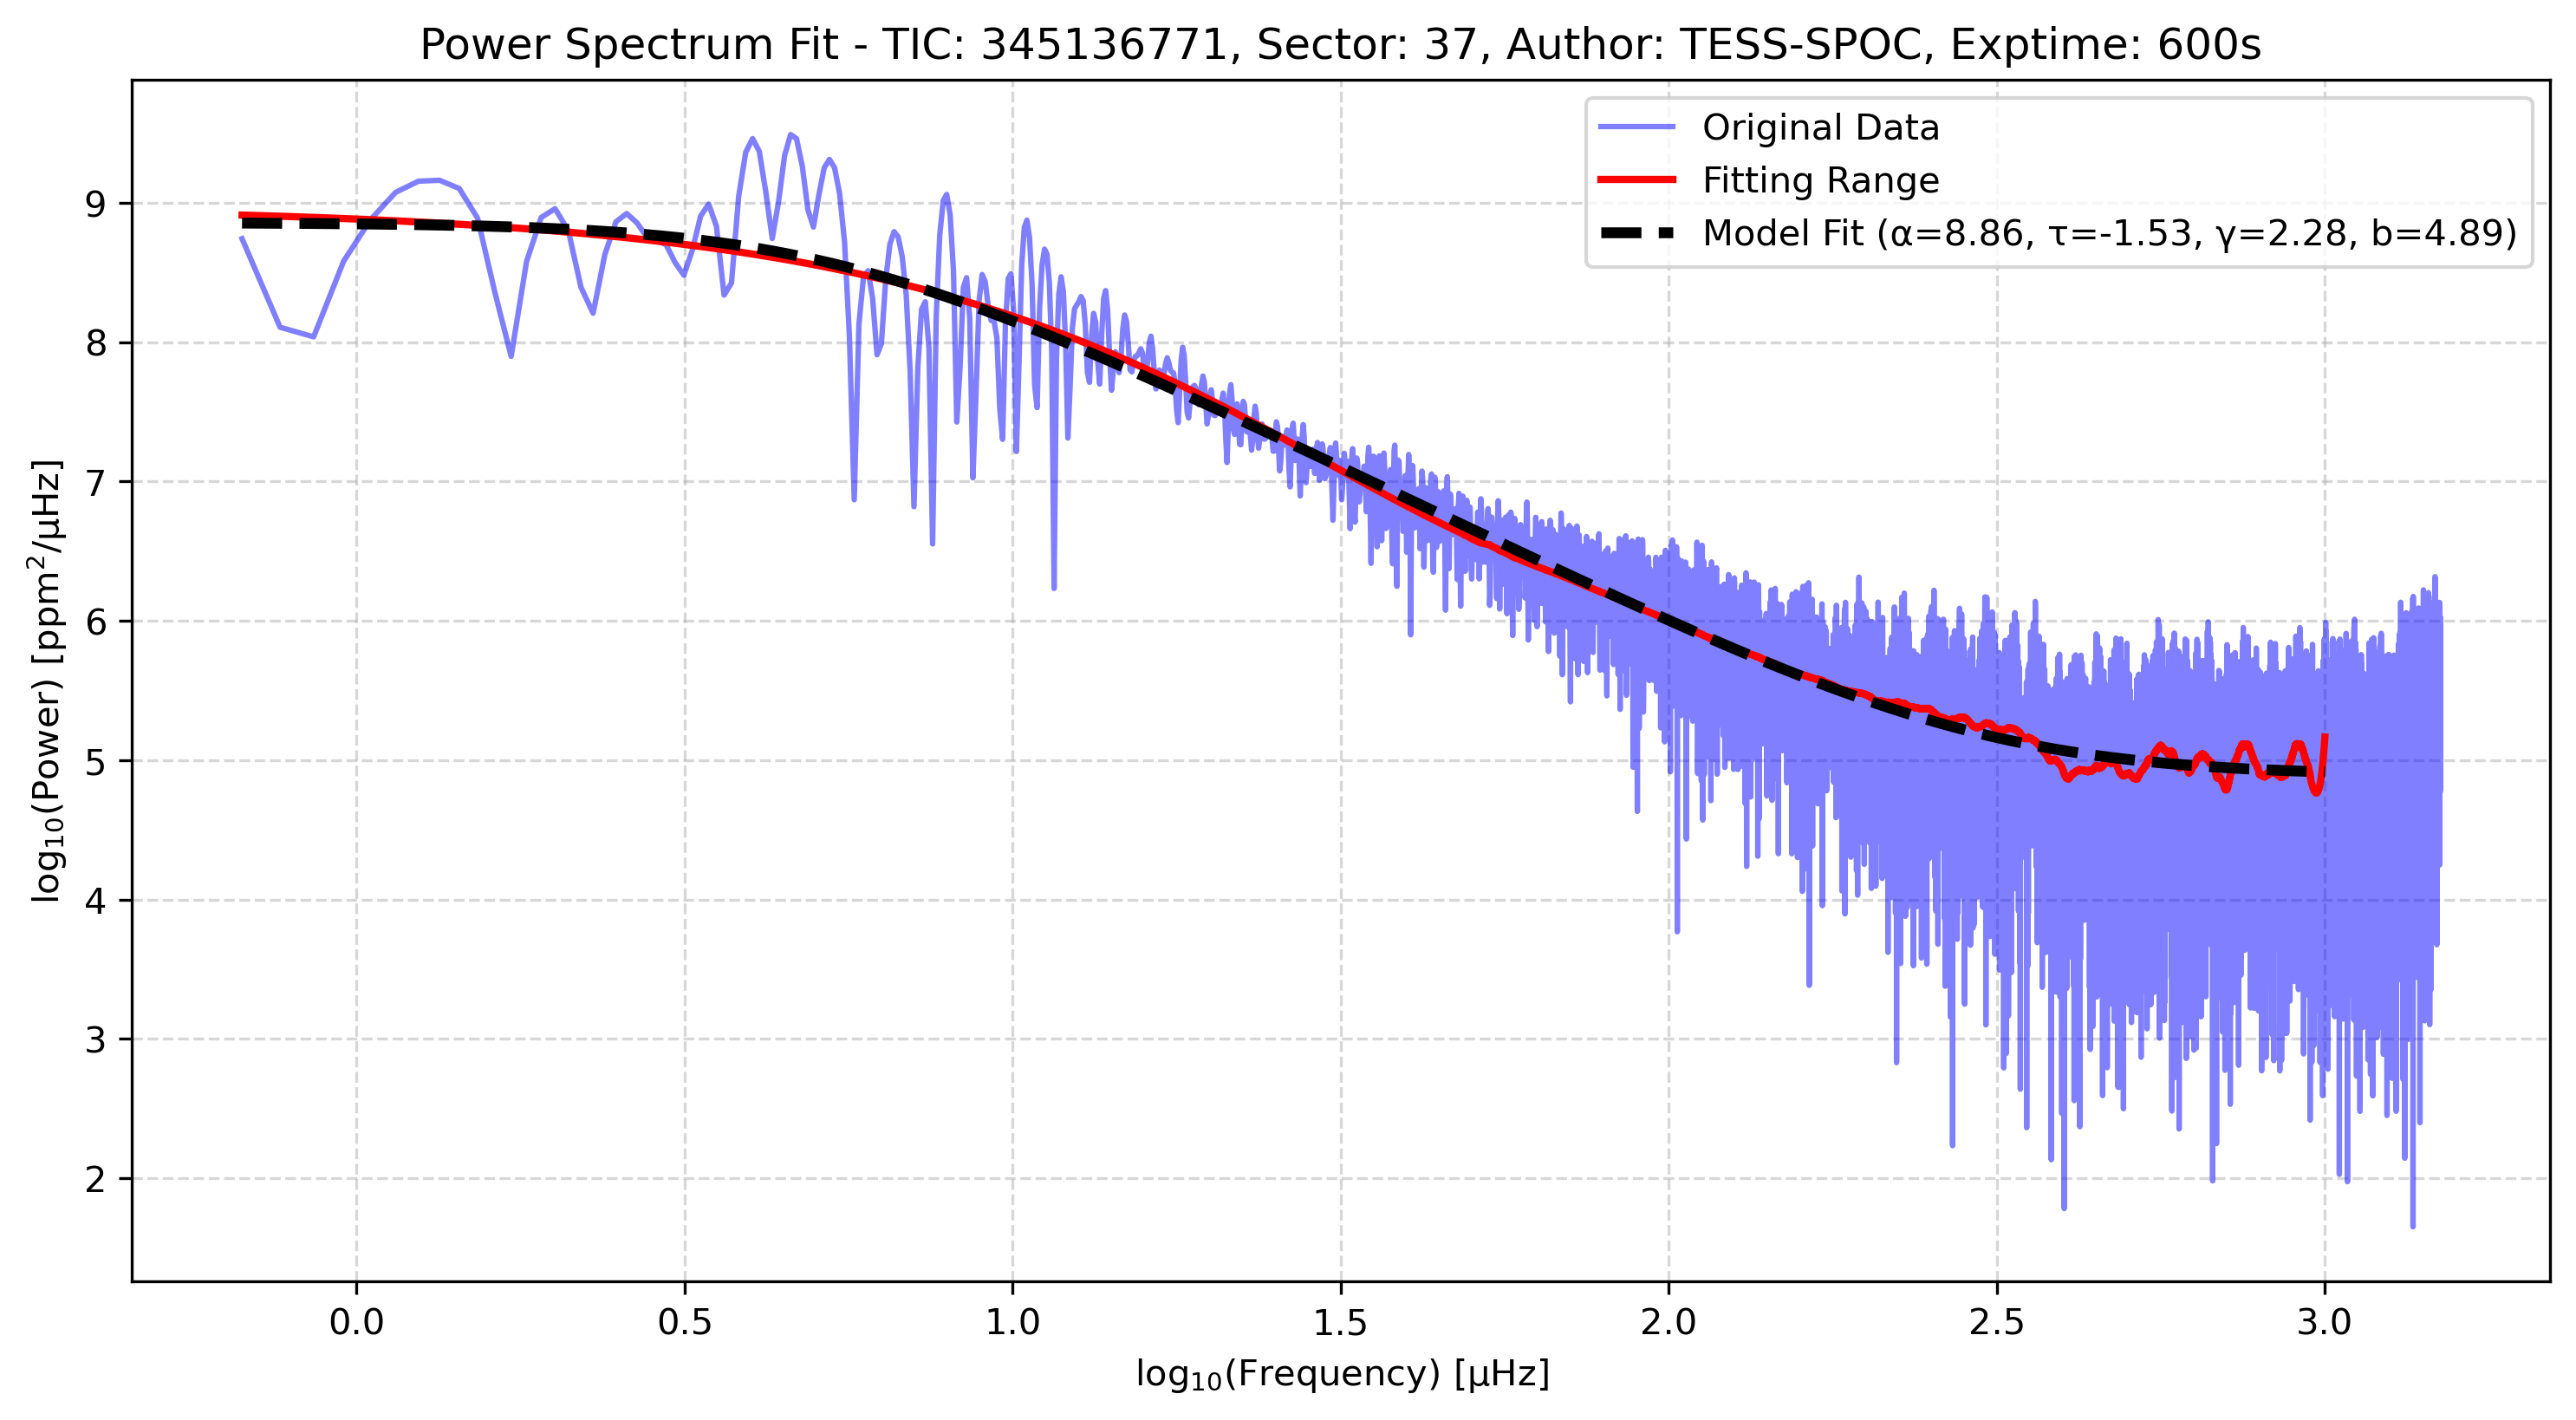 Power Spectrum Fit - TIC: 345136771, Sector: 37, Author: TESS-SPOC, Exptime: 600s
Original Data
Fitting Range
Model Fit (α=8.86, τ=-1.53, γ=2.28, b=4.89)
log₁₀(Power) [ppm²/μHz]
9
8
7
6
5
4
3
2
0.0 0.5 1.0 1.5 2.0 2.5 3.0
log₁₀(Frequency) [μHz]